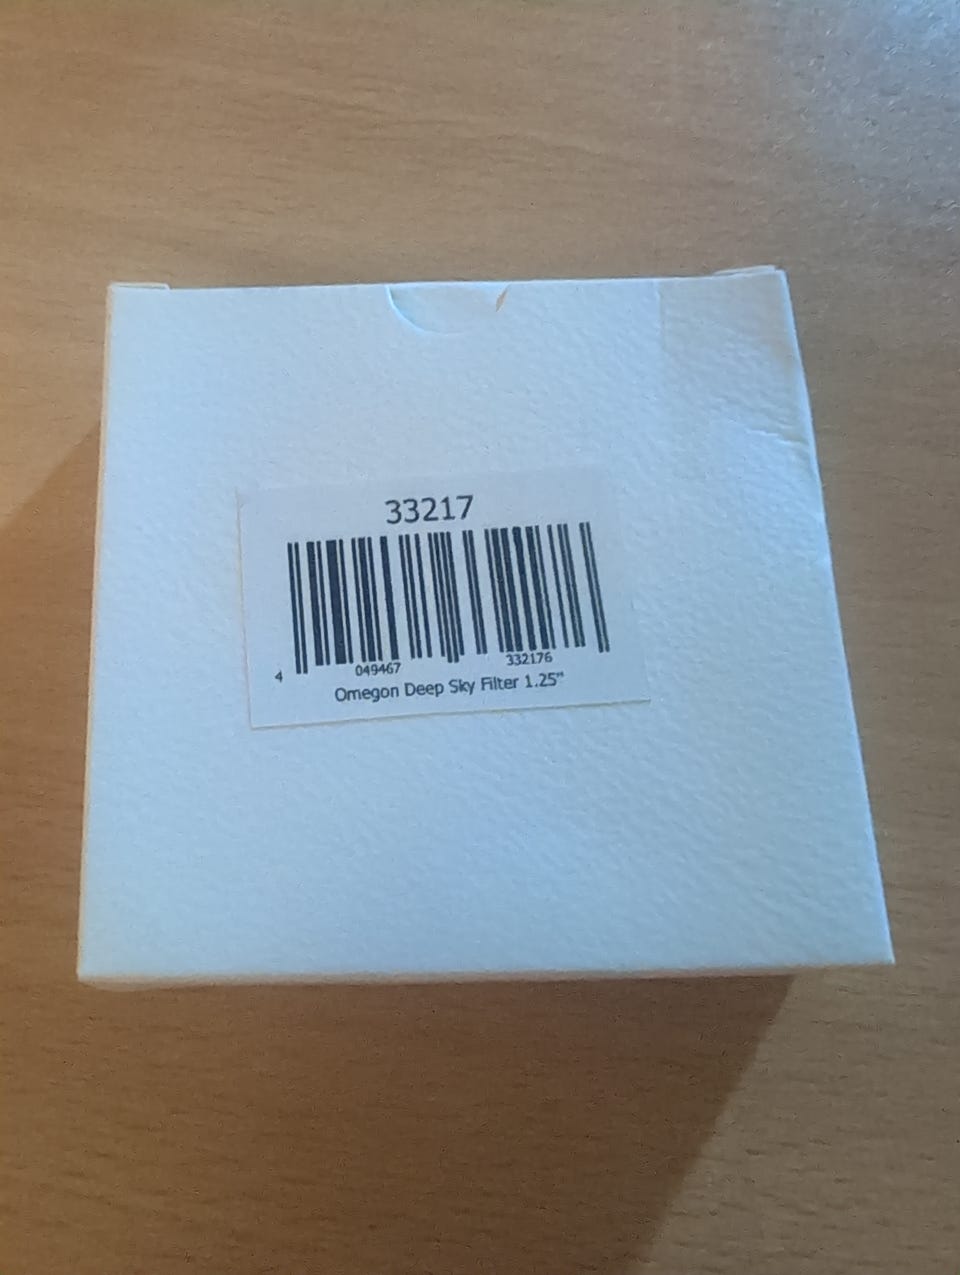 33217
4 049467 332176
Omegon Deep Sky Filter 1.25"